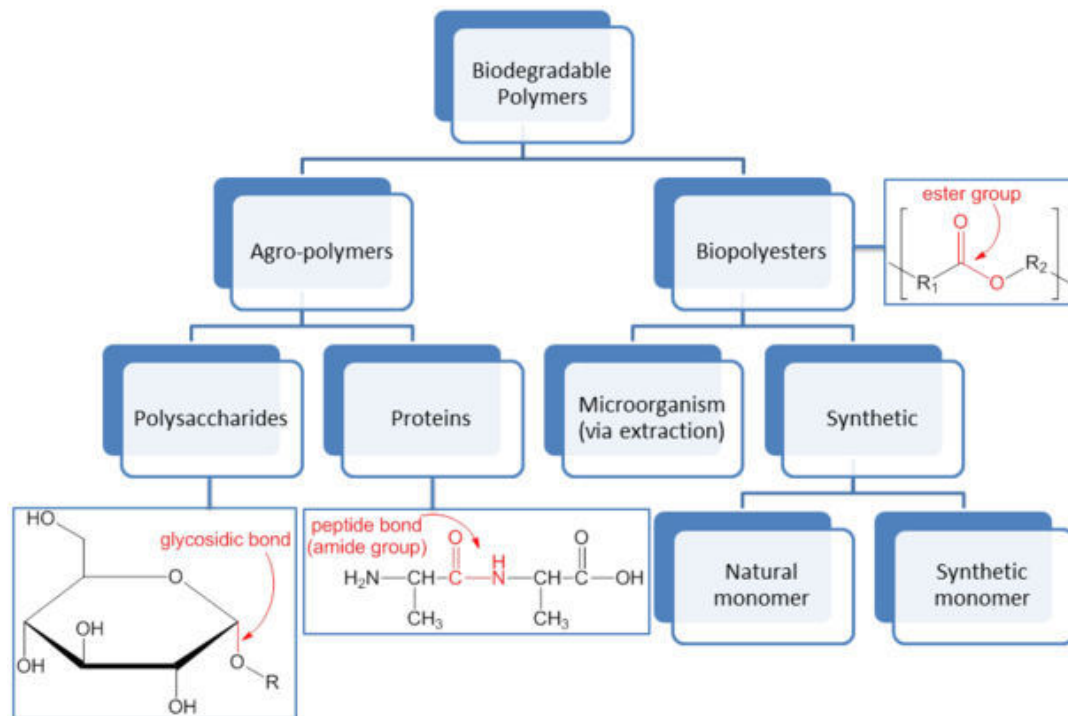 Biodegradable
Polymers
Agro-polymers
Biopolyesters
ester group
O
R₁
O
R₂
Polysaccharides
Proteins
Microorganism
(via extraction)
Synthetic
HO
glycosidic bond
O
OH
OH
OH
O
R
peptide bond
(amide group)
O
H
O
H₂N
CH
C
N
CH
C
OH
CH₃
CH₃
Natural
monomer
Synthetic
monomer